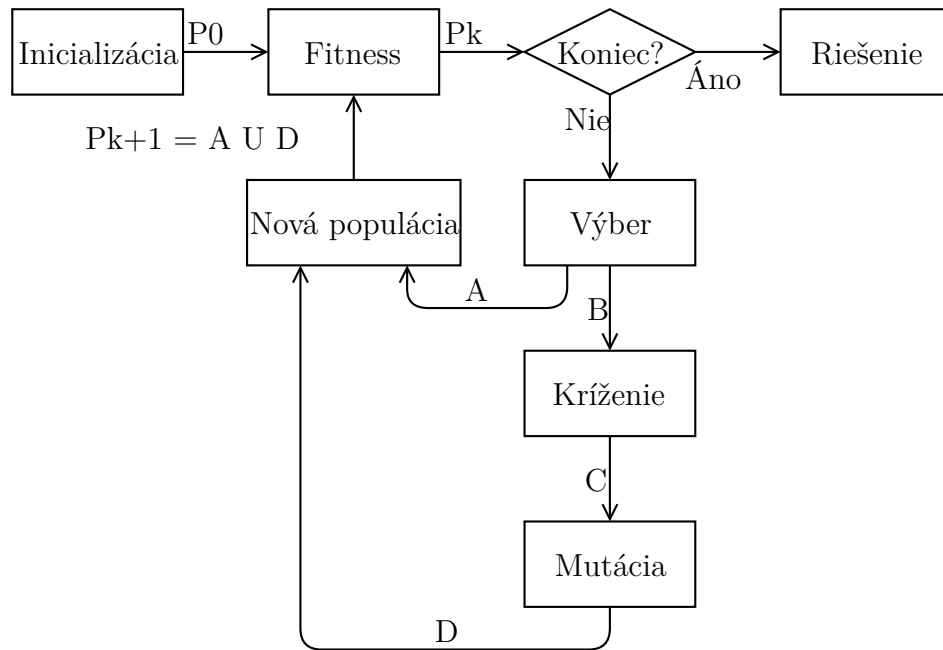 Inicializácia
P0
Fitness
Pk
Koniec?
Áno
Riešenie
Nie
Pk+1 = A U D
Nová populácia
Výber
A
B
Kríženie
C
Mutácia
D